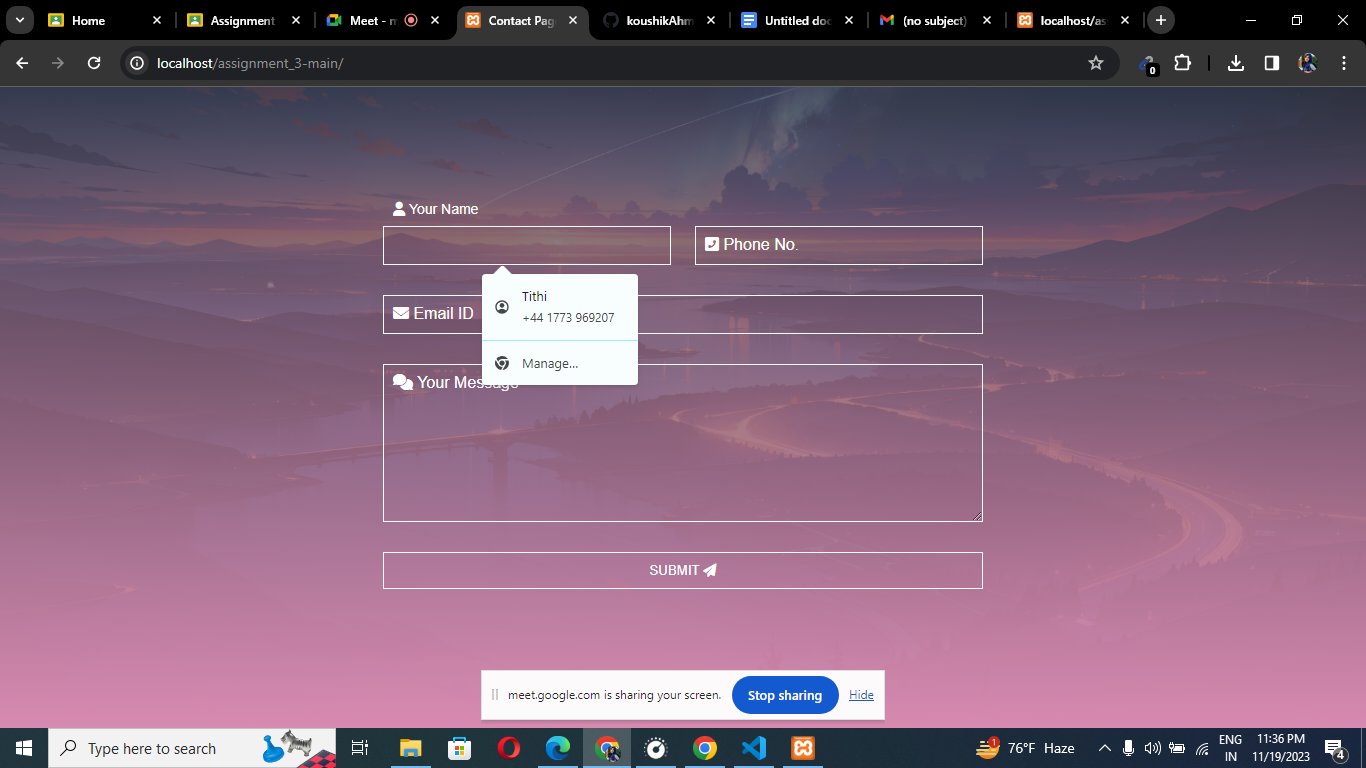 Home
Assignment
Meet - m
Contact Pag
koushikAhm
Untitled doc
(no subject)
localhost/as
localhost/assignment_3-main/
0
Your Name
Phone No.
Tithi
+44 1773 969207
Email ID
Manage...
Your Message
SUBMIT
meet.google.com is sharing your screen.
Stop sharing
Hide
Type here to search
1
76°F Haze
ENG
IN
11:36 PM
11/19/2023
4